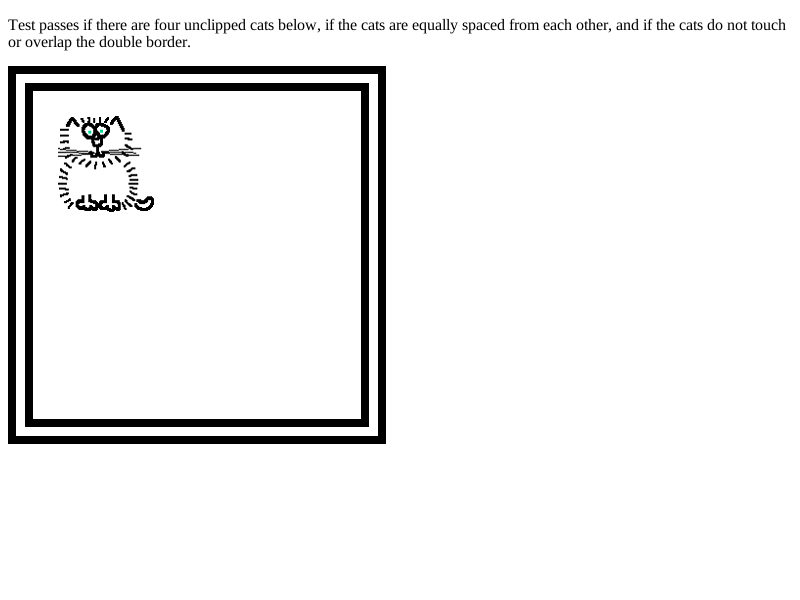 Test passes if there are four unclipped cats below, if the cats are equally spaced from each other, and if the cats do not touch
or overlap the double border.